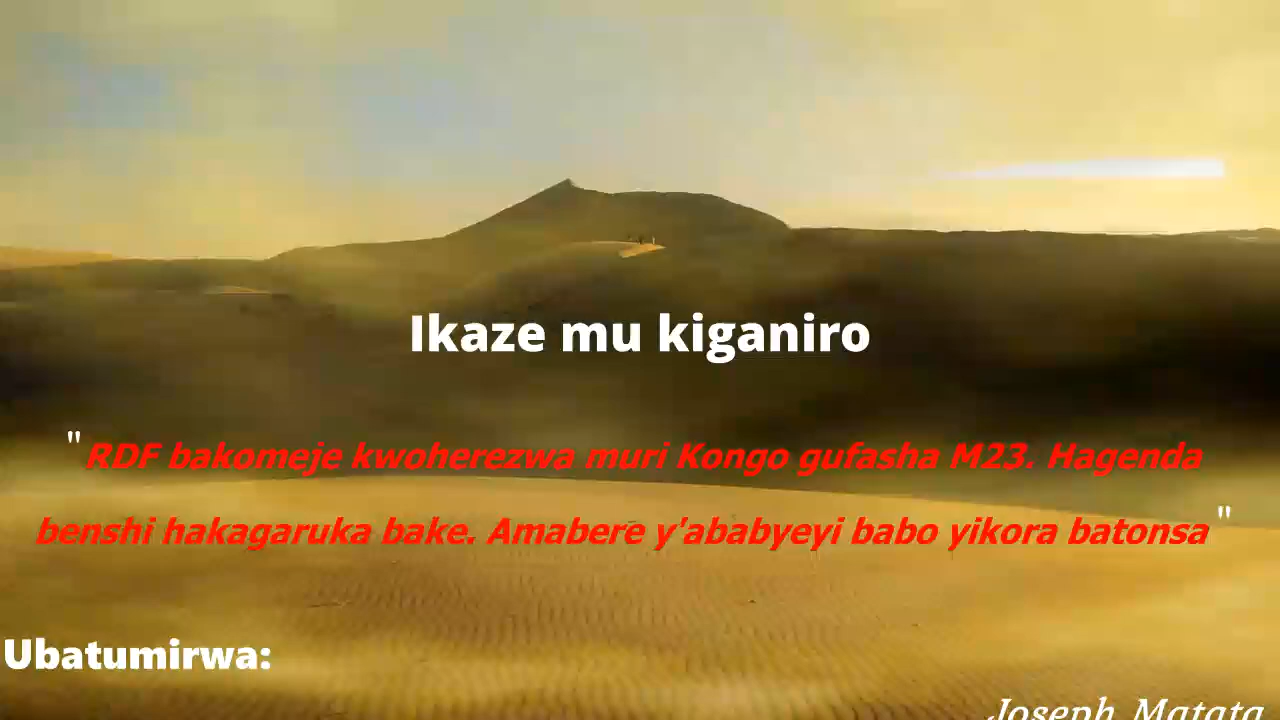 Ikaze mu kiganiro
"RDF bakomeje kwoherezwa muri Kongo gufasha M23. Hagenda
benshi hakagaruka bake. Amabere y'ababyeyi babo yikora batonsa"
Ubatumirwa:
Joseph Matata